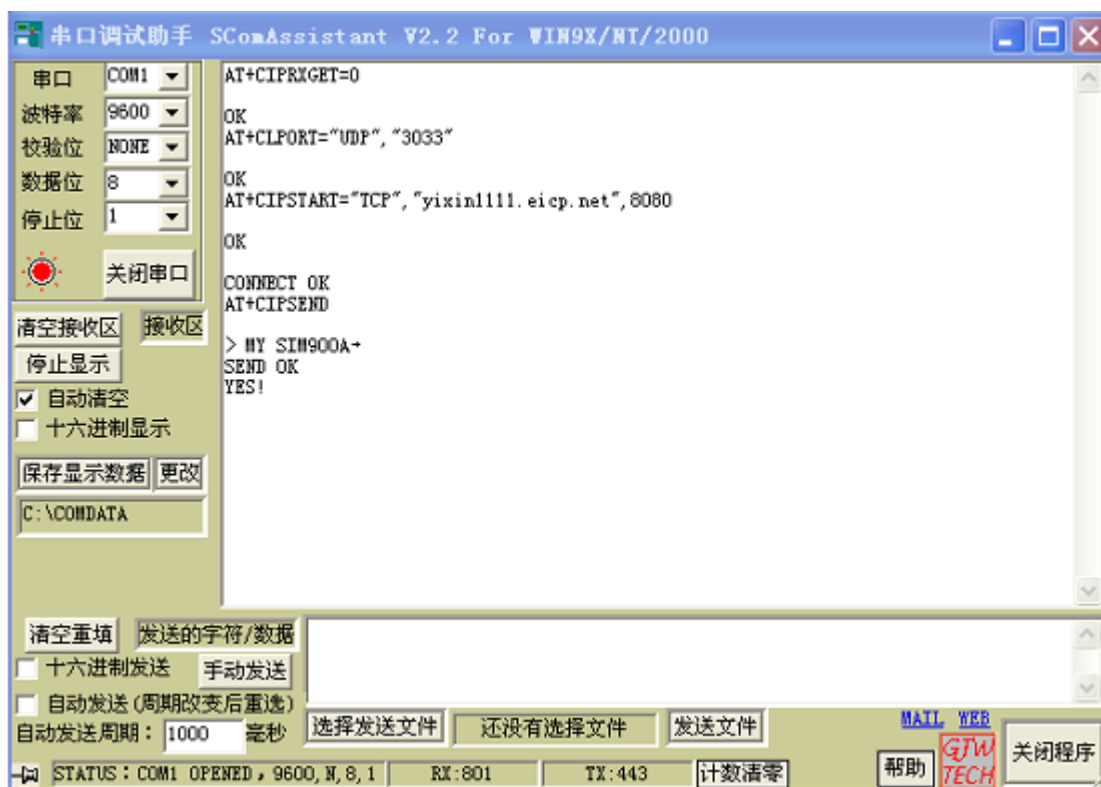 串口调试助手 SComAssistant V2.2 For WIN9X/NT/2000
串口 COM1
波特率 9600
校验位 NONE
数据位 8
停止位 1
关闭串口
清空接收区 接收区
停止显示
自动清空
十六进制显示
保存显示数据 更改
C:\COMDATA
AT+CIPRXGET=0
OK
AT+CLPORT="UDP","3033"
OK
AT+CIPSTART="TCP","yixin1111.eicp.net",8080
OK
CONNECT OK
AT+CIPSEND
> MY SIM900A→
SEND OK
YES!
清空重填 发送的字符/数据
十六进制发送 手动发送
自动发送(周期改变后重选)
自动发送周期：1000 毫秒 选择发送文件 还没有选择文件 发送文件
MAIL WEB
帮助 GJW TECH 关闭程序
STATUS：COM1 OPENED，9600,N,8,1 RX:801 TX:443 计数清零